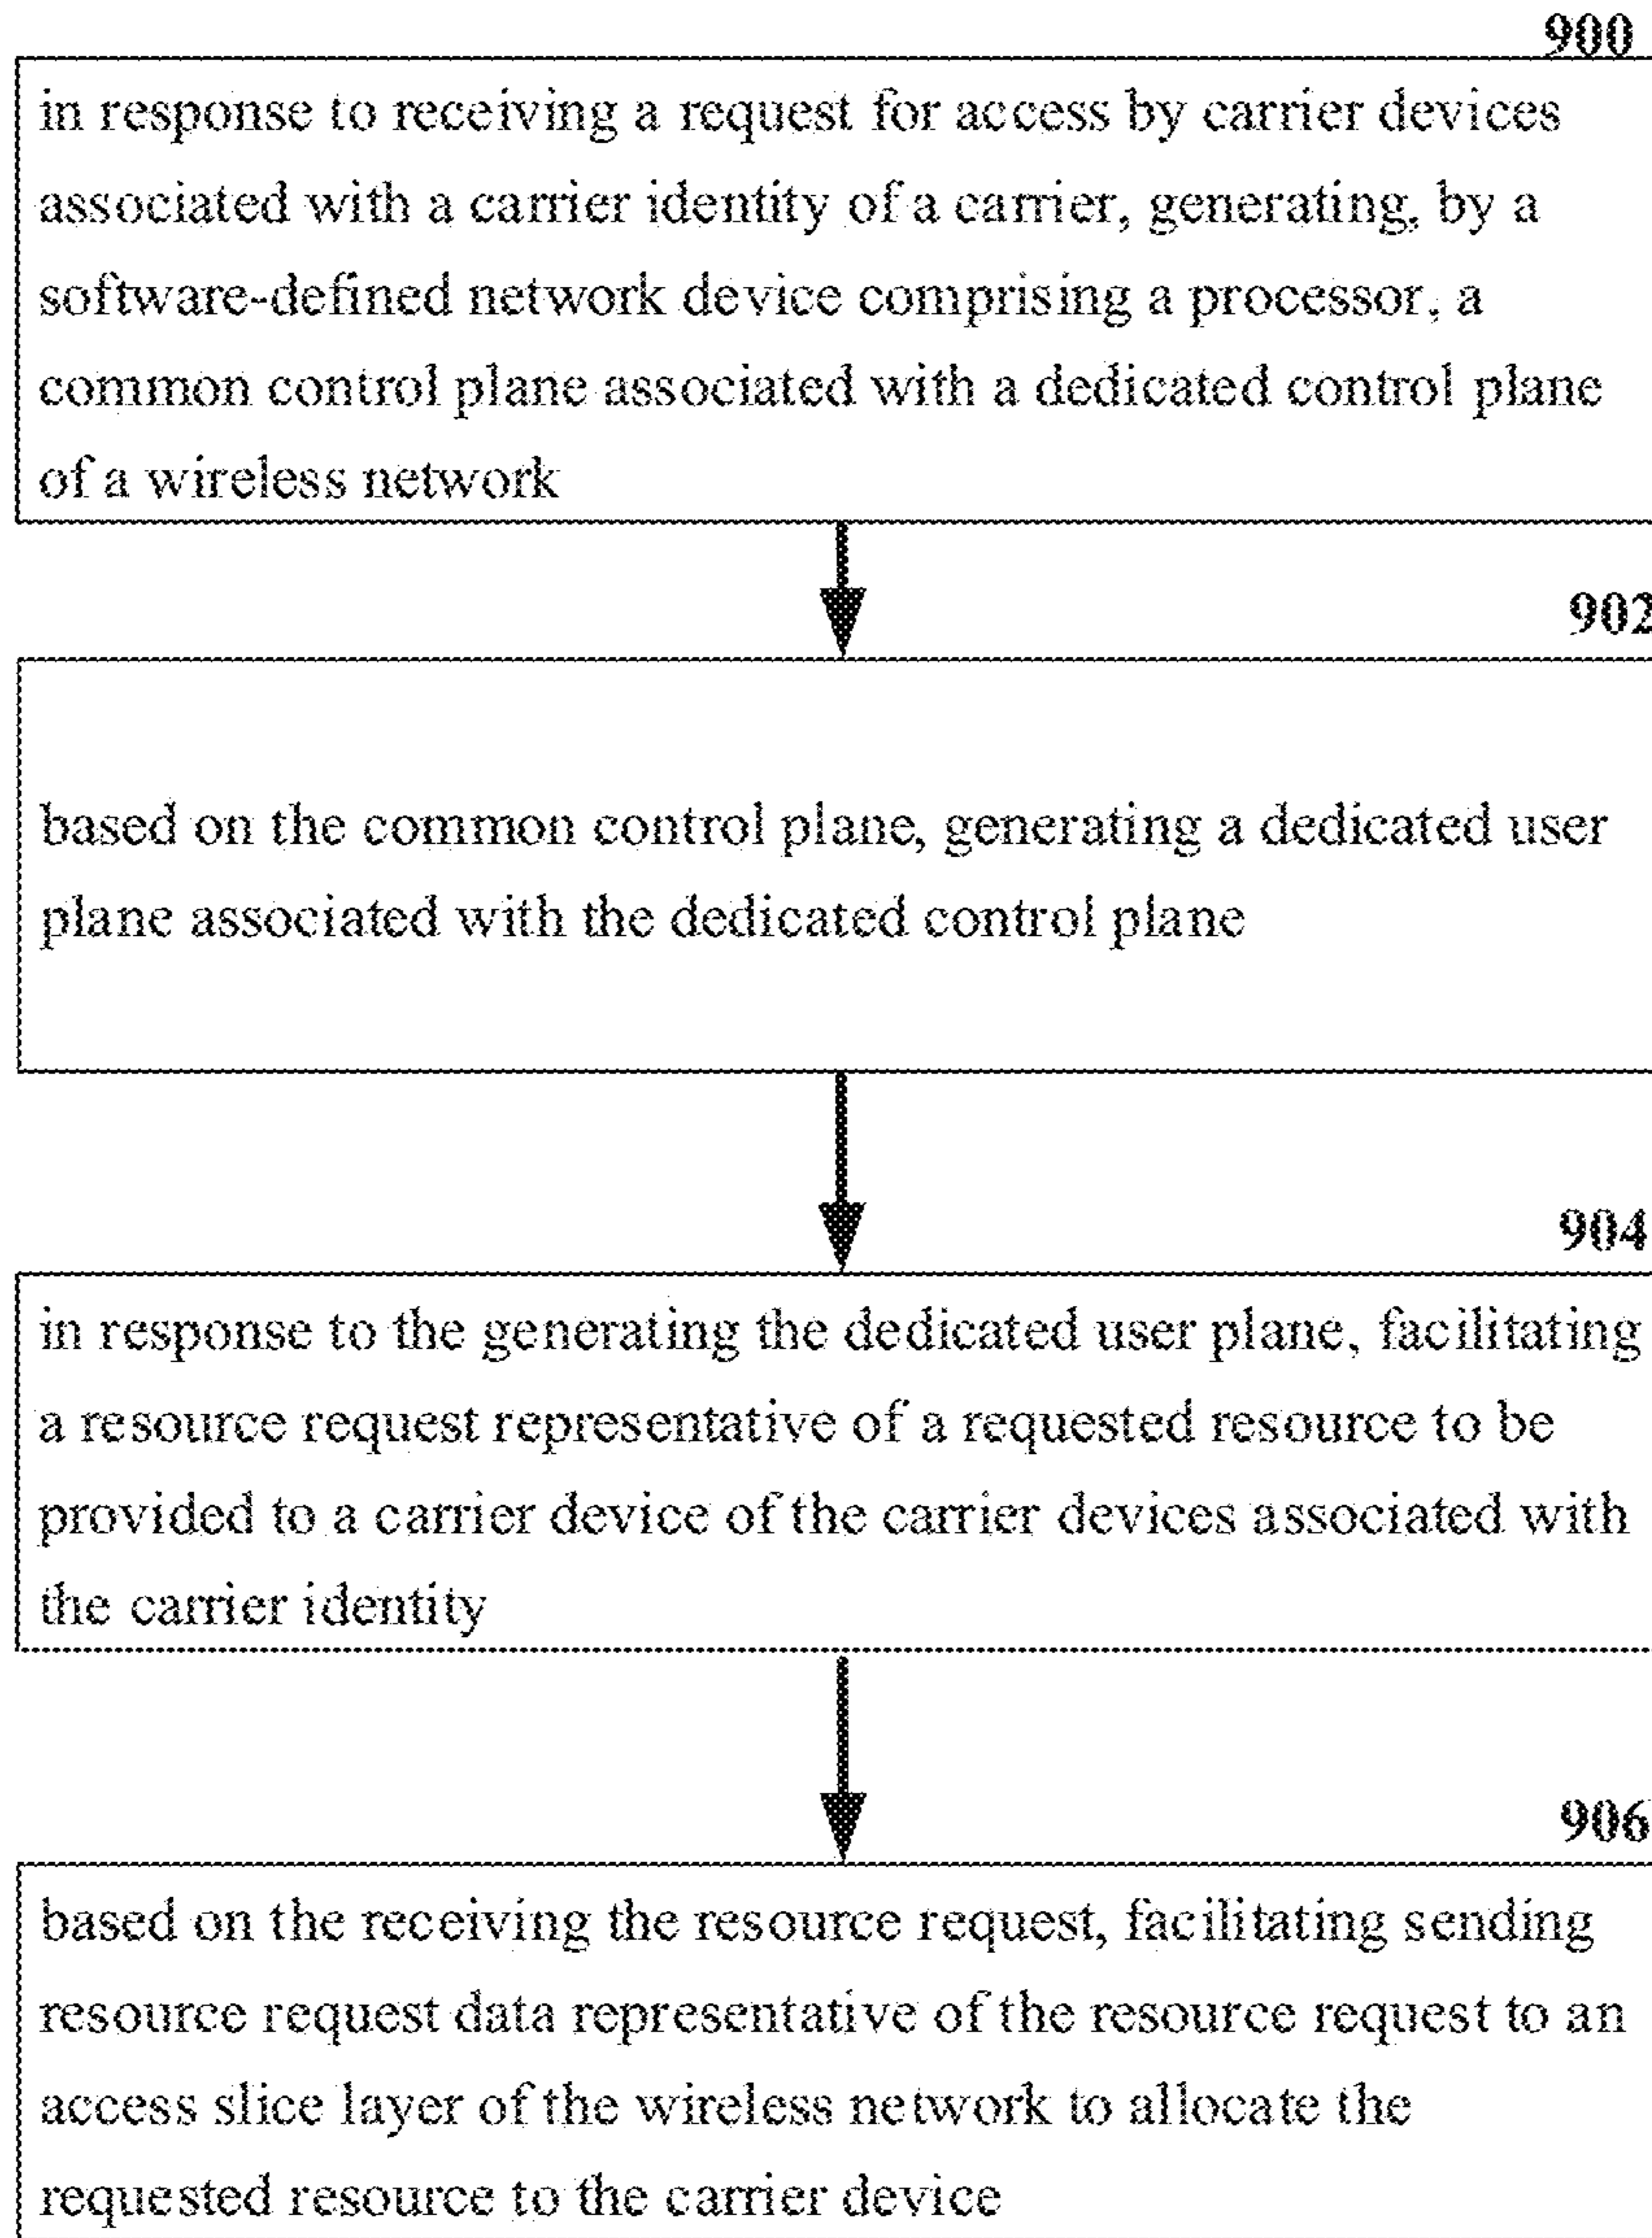 900
in response to receiving a request for access by carrier devices
associated with a carrier identity of a carrier, generating, by a
software-defined network device comprising a processor, a
common control plane associated with a dedicated control plane
of a wireless network
902
based on the common control plane, generating a dedicated user
plane associated with the dedicated control plane
904
in response to the generating the dedicated user plane, facilitating
a resource request representative of a requested resource to be
provided to a carrier device of the carrier devices associated with
the carrier identity
906
based on the receiving the resource request, facilitating sending
resource request data representative of the resource request to an
access slice layer of the wireless network to allocate the
requested resource to the carrier device